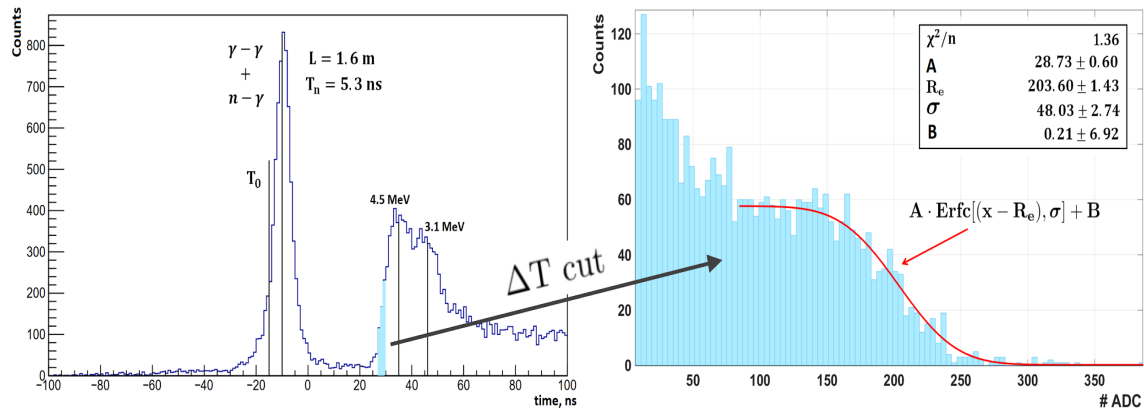 Counts
800
700
600
500
400
300
200
100
0
γ − γ
+
n − γ
L = 1.6 m
Tₙ = 5.3 ns
T₀
4.5 MeV
3.1 MeV
−100
−80
−60
−40
−20
0
20
40
60
80
100
time, ns
ΔT cut
Counts
120
100
80
60
40
20
0
χ²/n 1.36
A 28.73 ± 0.60
Rₑ 203.60 ± 1.43
σ 48.03 ± 2.74
B 0.21 ± 6.92
A · Erfc[(x − Rₑ), σ] + B
50
100
150
200
250
300
350
# ADC